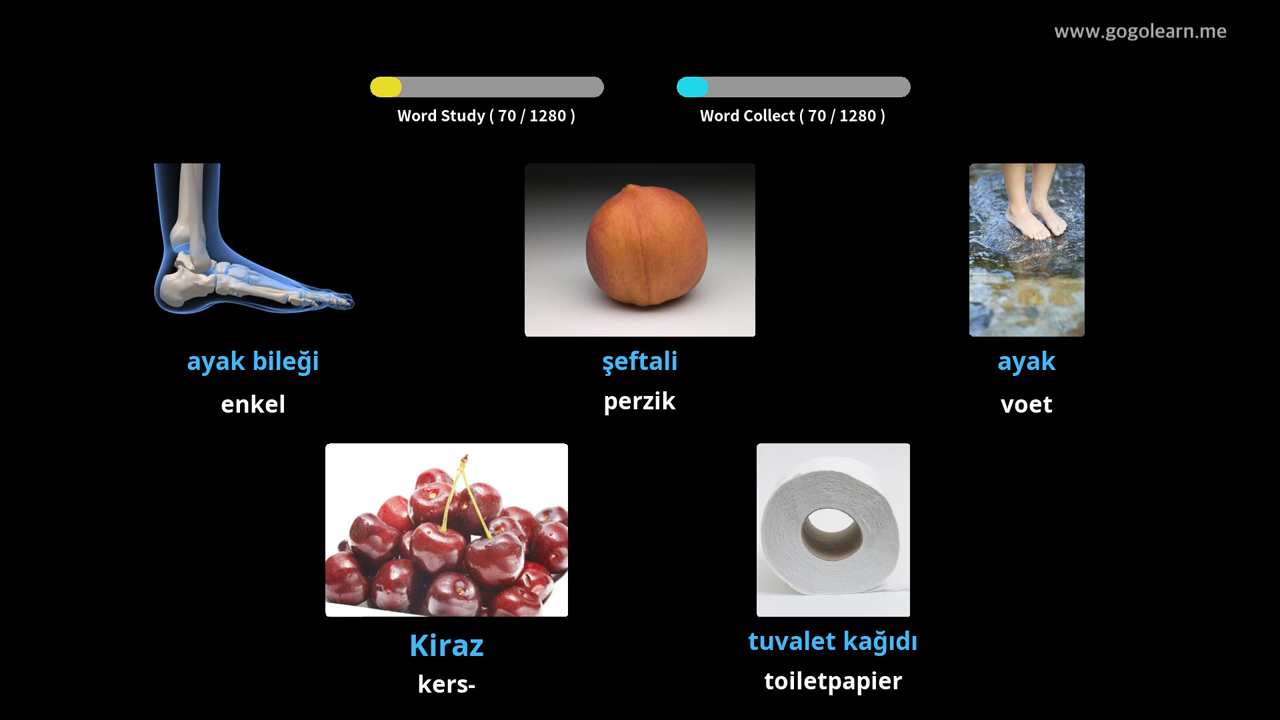 www.gogolearn.me
Word Study ( 70 / 1280 )
Word Collect ( 70 / 1280 )
ayak bileği
enkel
şeftali
perzik
ayak
voet
Kiraz
kers-
tuvalet kağıdı
toiletpapier